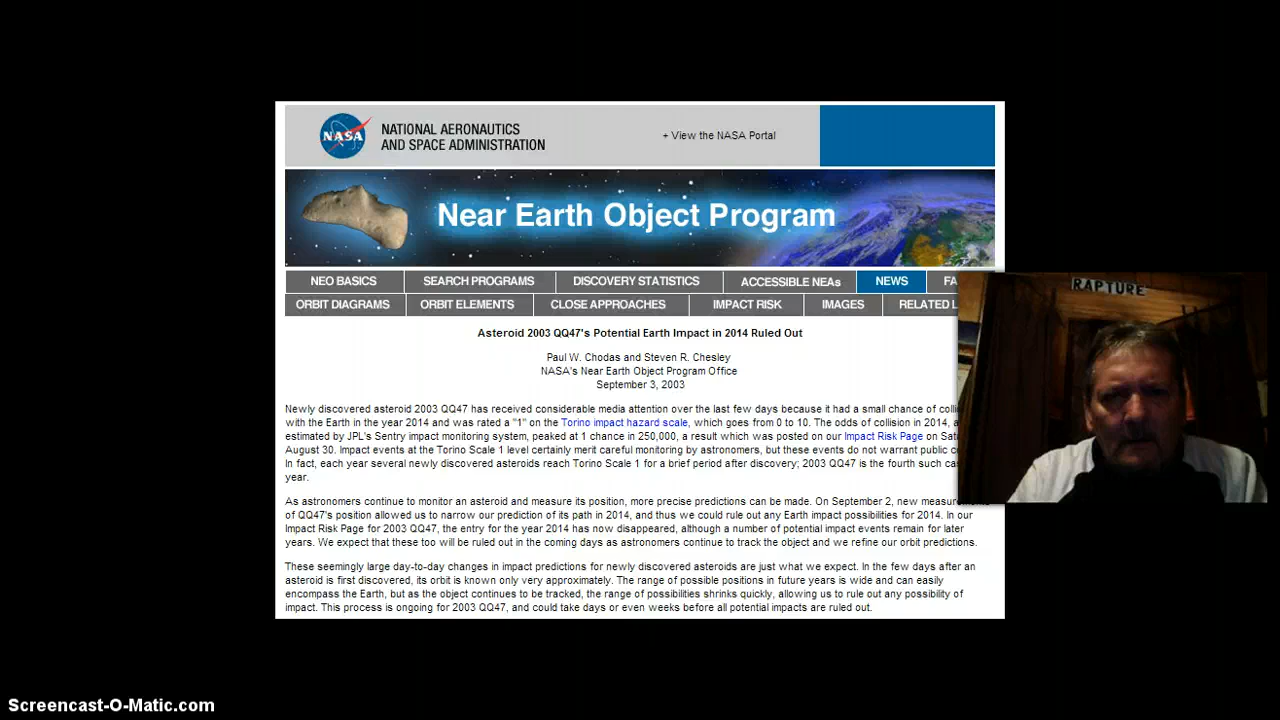 NASA
NATIONAL AERONAUTICS
AND SPACE ADMINISTRATION
+ View the NASA Portal
Near Earth Object Program
NEO BASICS SEARCH PROGRAMS DISCOVERY STATISTICS ACCESSIBLE NEAs NEWS FA
ORBIT DIAGRAMS ORBIT ELEMENTS CLOSE APPROACHES IMPACT RISK IMAGES RELATED L
RAPTURE
Asteroid 2003 QQ47's Potential Earth Impact in 2014 Ruled Out
Paul W. Chodas and Steven R. Chesley
NASA's Near Earth Object Program Office
September 3, 2003
Newly discovered asteroid 2003 QQ47 has received considerable media attention over the last few days because it had a small chance of colli
with the Earth in the year 2014 and was rated a "1" on the Torino impact hazard scale, which goes from 0 to 10. The odds of collision in 2014, a
estimated by JPL's Sentry impact monitoring system, peaked at 1 chance in 250,000, a result which was posted on our Impact Risk Page on Satu
August 30. Impact events at the Torino Scale 1 level certainly merit careful monitoring by astronomers, but these events do not warrant public co
In fact, each year several newly discovered asteroids reach Torino Scale 1 for a brief period after discovery; 2003 QQ47 is the fourth such cas
year.
As astronomers continue to monitor an asteroid and measure its position, more precise predictions can be made. On September 2, new measurements
of QQ47's position allowed us to narrow our prediction of its path in 2014, and thus we could rule out any Earth impact possibilities for 2014. In our
Impact Risk Page for 2003 QQ47, the entry for the year 2014 has now disappeared, although a number of potential impact events remain for later
years. We expect that these too will be ruled out in the coming days as astronomers continue to track the object and we refine our orbit predictions.
These seemingly large day-to-day changes in impact predictions for newly discovered asteroids are just what we expect. In the few days after an
asteroid is first discovered, its orbit is known only very approximately. The range of possible positions in future years is wide and can easily
encompass the Earth, but as the object continues to be tracked, the range of possibilities shrinks quickly, allowing us to rule out any possibility of
impact. This process is ongoing for 2003 QQ47, and could take days or even weeks before all potential impacts are ruled out.
Screencast-O-Matic.com